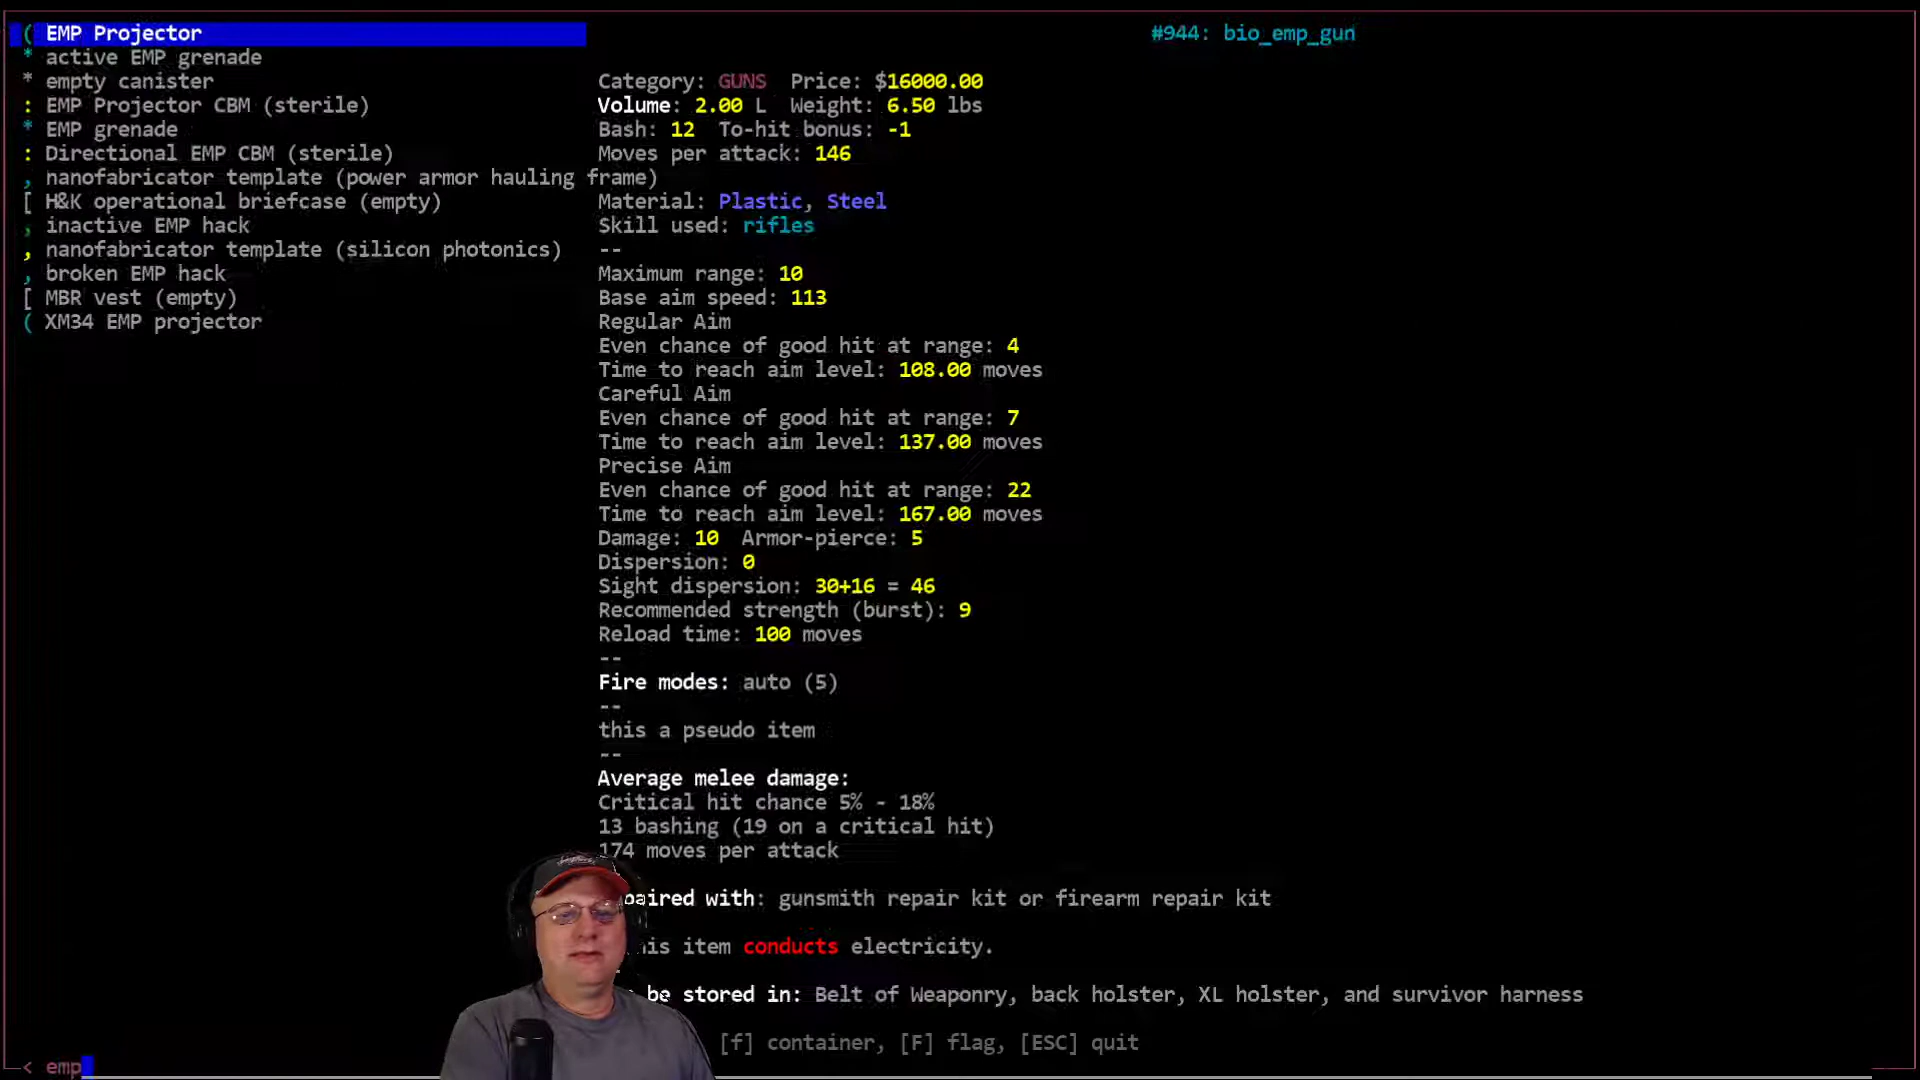 ( EMP Projector
* active EMP grenade
* empty canister
: EMP Projector CBM (sterile)
* EMP grenade
: Directional EMP CBM (sterile)
, nanofabricator template (power armor hauling frame)
[ H&K operational briefcase (empty)
, inactive EMP hack
, nanofabricator template (silicon photonics)
, broken EMP hack
[ MBR vest (empty)
( XM34 EMP projector
#944: bio_emp_gun
Category: GUNS Price: $16000.00
Volume: 2.00 L Weight: 6.50 lbs
Bash: 12 To-hit bonus: -1
Moves per attack: 146
Material: Plastic, Steel
Skill used: rifles
--
Maximum range: 10
Base aim speed: 113
Regular Aim
Even chance of good hit at range: 4
Time to reach aim level: 108.00 moves
Careful Aim
Even chance of good hit at range: 7
Time to reach aim level: 137.00 moves
Precise Aim
Even chance of good hit at range: 22
Time to reach aim level: 167.00 moves
Damage: 10 Armor-pierce: 5
Dispersion: 0
Sight dispersion: 30+16 = 46
Recommended strength (burst): 9
Reload time: 100 moves
--
Fire modes: auto (5)
--
this a pseudo item
--
Average melee damage:
Critical hit chance 5% - 18%
13 bashing (19 on a critical hit)
174 moves per attack
paired with: gunsmith repair kit or firearm repair kit
his item conducts electricity.
be stored in: Belt of Weaponry, back holster, XL holster, and survivor harness
[f] container, [F] flag, [ESC] quit
< emp